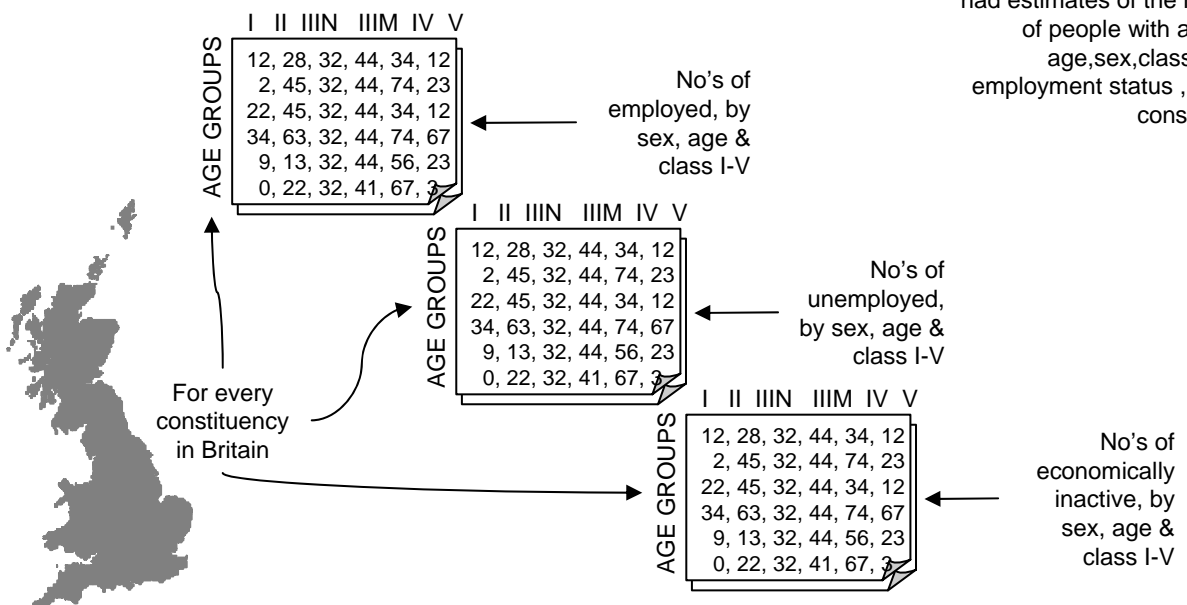 had estimates of the
of people with a
age,sex,class
employment status ,
cons
I II IIIN IIIM IV V
AGE GROUPS
12, 28, 32, 44, 34, 12
2, 45, 32, 44, 74, 23
22, 45, 32, 44, 34, 12
34, 63, 32, 44, 74, 67
9, 13, 32, 44, 56, 23
0, 22, 32, 41, 67, 3
No's of
employed, by
sex, age &
class I-V
I II IIIN IIIM IV V
AGE GROUPS
12, 28, 32, 44, 34, 12
2, 45, 32, 44, 74, 23
22, 45, 32, 44, 34, 12
34, 63, 32, 44, 74, 67
9, 13, 32, 44, 56, 23
0, 22, 32, 41, 67, 3
No's of
unemployed,
by sex, age &
class I-V
For every
constituency
in Britain
I II IIIN IIIM IV V
AGE GROUPS
12, 28, 32, 44, 34, 12
2, 45, 32, 44, 74, 23
22, 45, 32, 44, 34, 12
34, 63, 32, 44, 74, 67
9, 13, 32, 44, 56, 23
0, 22, 32, 41, 67, 3
No's of
economically
inactive, by
sex, age &
class I-V